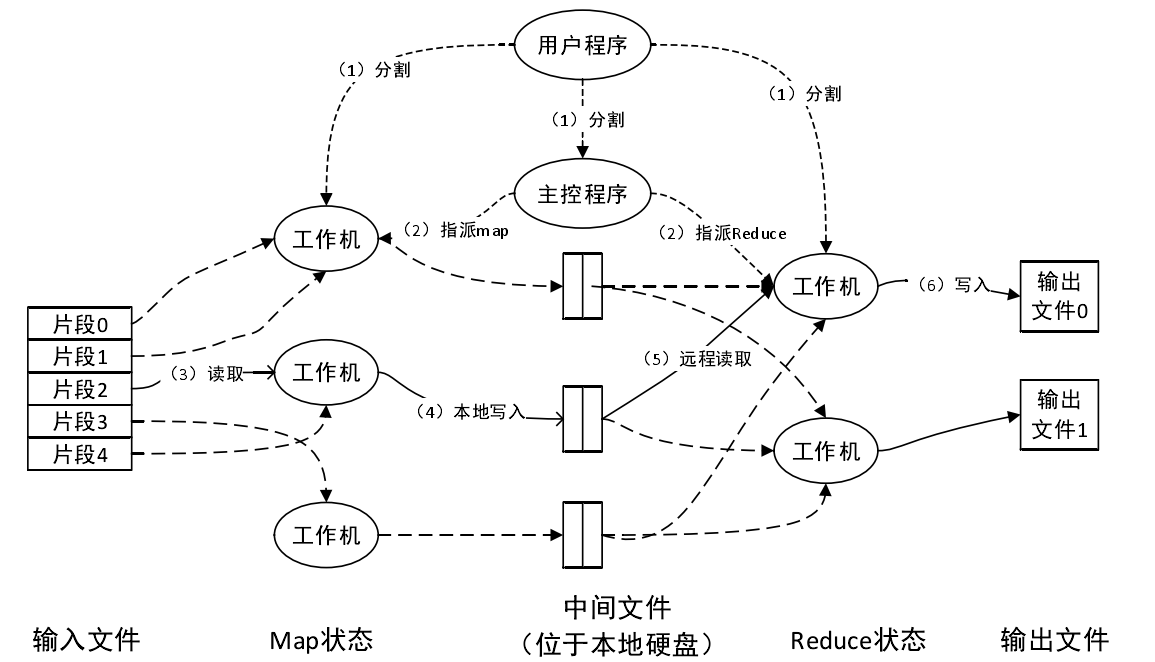 用户程序
（1）分割
（1）分割
（1）分割
主控程序
（2）指派map
（2）指派Reduce
工作机
工作机
（6）写入
输出
文件0
片段0
片段1
片段2
片段3
片段4
（3）读取
工作机
（4）本地写入
（5）远程读取
工作机
输出
文件1
工作机
输入文件
Map状态
中间文件
（位于本地硬盘）
Reduce状态
输出文件